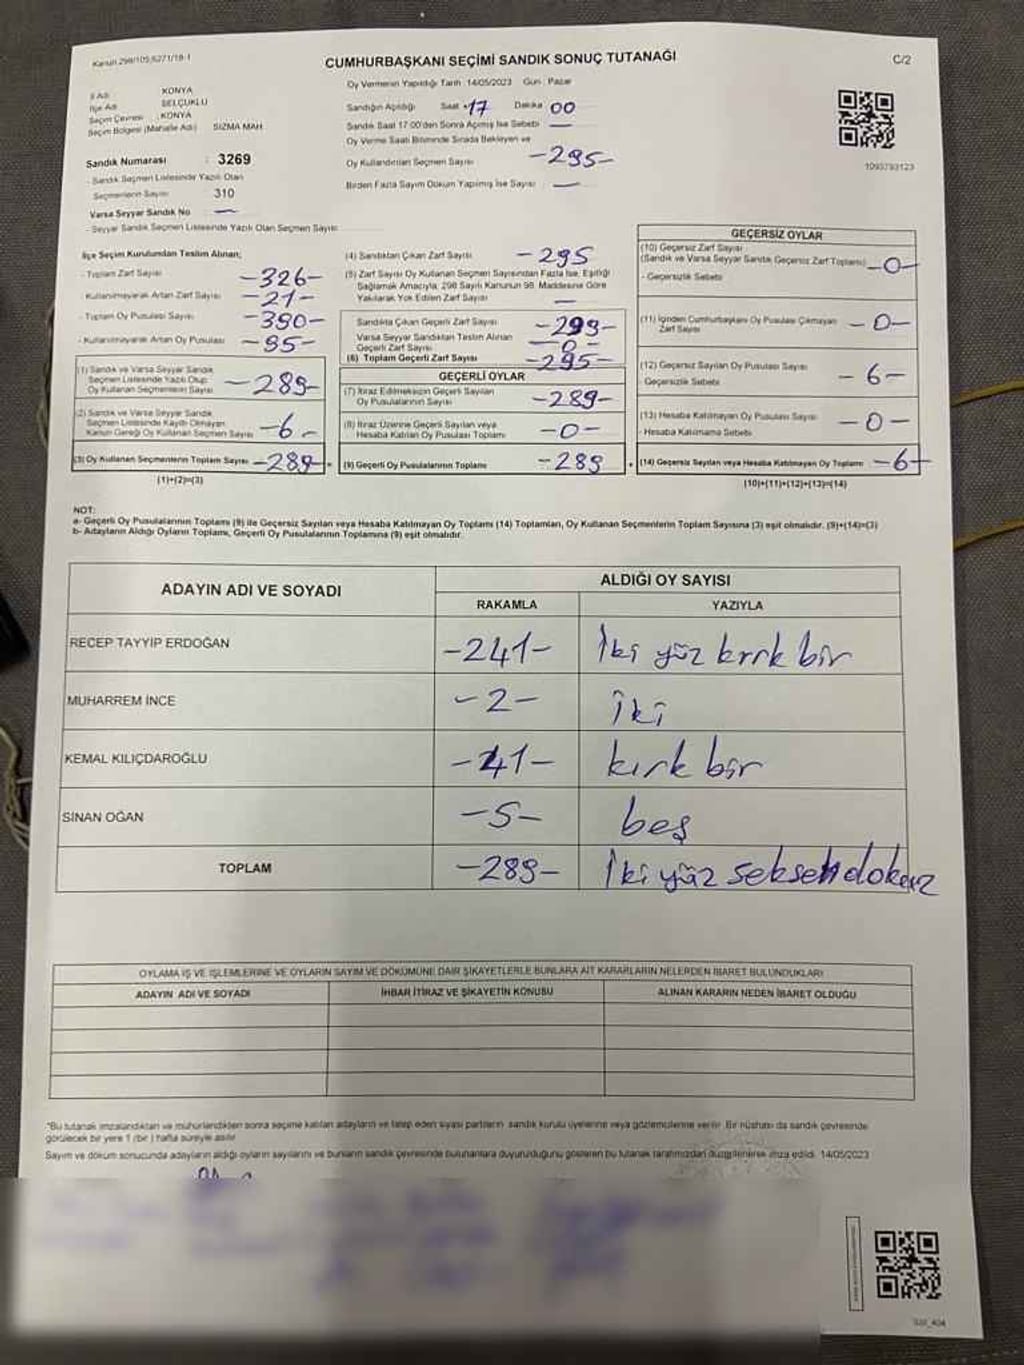 Kanun 298/105,6271/18-1
CUMHURBAŞKANI SEÇİMİ SANDIK SONUÇ TUTANAĞI
C/2
İl Adı KONYA
İlçe Adı SELÇUKLU
Seçim Çevresi : KONYA
Seçim Bölgesi (Mahalle Adı) SIZMA MAH.
Sandık Numarası : 3269
- Sandık Seçmen Listesinde Yazılı Olan
Seçmenlerin Sayısı 310
Varsa Seyyar Sandık No —
- Seyyar Sandık Seçmen Listesinde Yazılı Olan Seçmen Sayısı:
Oy Vermenin Yapıldığı Tarih :14/05/2023 Gün : Pazar
Sandığın Açıldığı Saat 17 Dakika 00
Sandık Saat 17:00'den Sonra Açılmış İse Sebebi —
Oy Verme Saati Bitiminde Sırada Bekleyen ve
Oy Kullandırılan Seçmen Sayısı -295-
Birden Fazla Sayım Döküm Yapılmış İse Sayısı —
1093793123
İlçe Seçim Kurulundan Teslim Alınan;
- Toplam Zarf Sayısı -326-
Kullanılmayarak Artan Zarf Sayısı -21-
- Toplam Oy Pusulası Sayısı -390-
- Kullanılmayarak Artan Oy Pusulası -95-
(1) Sandık ve Varsa Seyyar Sandık
Seçmen Listesinde Yazılı Olup
Oy Kullanan Seçmenlerin Sayısı -289-
(2) Sandık ve Varsa Seyyar Sandık
Seçmen Listesinde Kaydı Olmayan
Kanun Gereği Oy Kullanan Seçmen Sayısı -6-
(3) Oy Kullanan Seçmenlerin Toplam Sayısı -289-
(1)+(2)=(3)
(4) Sandıktan Çıkan Zarf Sayısı -295
(5) Zarf Sayısı Oy Kullanan Seçmen Sayısından Fazla İse, Eşitliği
Sağlamak Amacıyla, 298 Sayılı Kanunun 98. Maddesine Göre
Yakılarak Yok Edilen Zarf Sayısı —
Sandıkta Çıkan Geçerli Zarf Sayısı -299-
Varsa Seyyar Sandıktan Teslim Alınan
Geçerli Zarf Sayısı -0-
(6) Toplam Geçerli Zarf Sayısı -295-
GEÇERLİ OYLAR
(7) İtiraz Edilmeksizin Geçerli Sayılan
Oy Pusulalarının Sayısı -289-
(8) İtiraz Üzerine Geçerli Sayılan veya
Hesaba Katılan Oy Pusulası Toplamı -0-
(9) Geçerli Oy Pusulalarının Toplamı -289
GEÇERSİZ OYLAR
(10) Geçersiz Zarf Sayısı
(Sandık ve Varsa Seyyar Sandık Geçersiz Zarf Toplamı) -0-
- Geçersizlik Sebebi
(11) İçinden Cumhurbaşkanı Oy Pusulası Çıkmayan
Zarf Sayısı -0-
(12) Geçersiz Sayılan Oy Pusulası Sayısı -6-
- Geçersizlik Sebebi
(13) Hesaba Katılmayan Oy Pusulası Sayısı -0-
- Hesaba Katılmama Sebebi
(14) Geçersiz Sayılan veya Hesaba Katılmayan Oy Toplamı -6-
(10)+(11)+(12)+(13)=(14)
NOT:
a- Geçerli Oy Pusulalarının Toplamı (9) ile Geçersiz Sayılan veya Hesaba Katılmayan Oy Toplamı (14) Toplamları, Oy Kullanan Seçmenlerin Toplam Sayısına (3) eşit olmalıdır. (9)+(14)=(3)
b- Adayların Aldığı Oyların Toplamı, Geçerli Oy Pusulalarının Toplamına (9) eşit olmalıdır.
ADAYIN ADI VE SOYADI ALDIĞI OY SAYISI
RAKAMLA YAZIYLA
RECEP TAYYIP ERDOĞAN -241- İki yüz kırk bir
MUHARREM İNCE -2- iki
KEMAL KILIÇDAROĞLU -41- kırk bir
SİNAN OĞAN -5- beş
TOPLAM -289- İki yüz seksen dokuz
OYLAMA İŞ VE İŞLEMLERİNE VE OYLARIN SAYIM VE DÖKÜMÜNE DAİR ŞİKAYETLERLE BUNLARA AİT KARARLARIN NELERDEN İBARET BULUNDUKLARI
ADAYIN ADI VE SOYADI İHBAR İTİRAZ VE ŞİKAYETİN KONUSU ALINAN KARARIN NEDEN İBARET OLDUĞU
*Bu tutanak imzalandıktan ve mühürlendikten sonra seçime katılan adayların ve talep eden siyasi partilerin sandık kurulu üyelerine veya gözlemcilerine verilir. Bir nüshası da sandık çevresinde
görülecek bir yere 1 (bir ) hafta süreyle asılır.
Sayım ve döküm sonucunda adayların aldığı oyların sayılarını ve bunların sandık çevresinde bulunanlara duyurulduğunu gösteren bu tutanak tarafımızdan düzenlenerek imza edildi. 14/05/2023